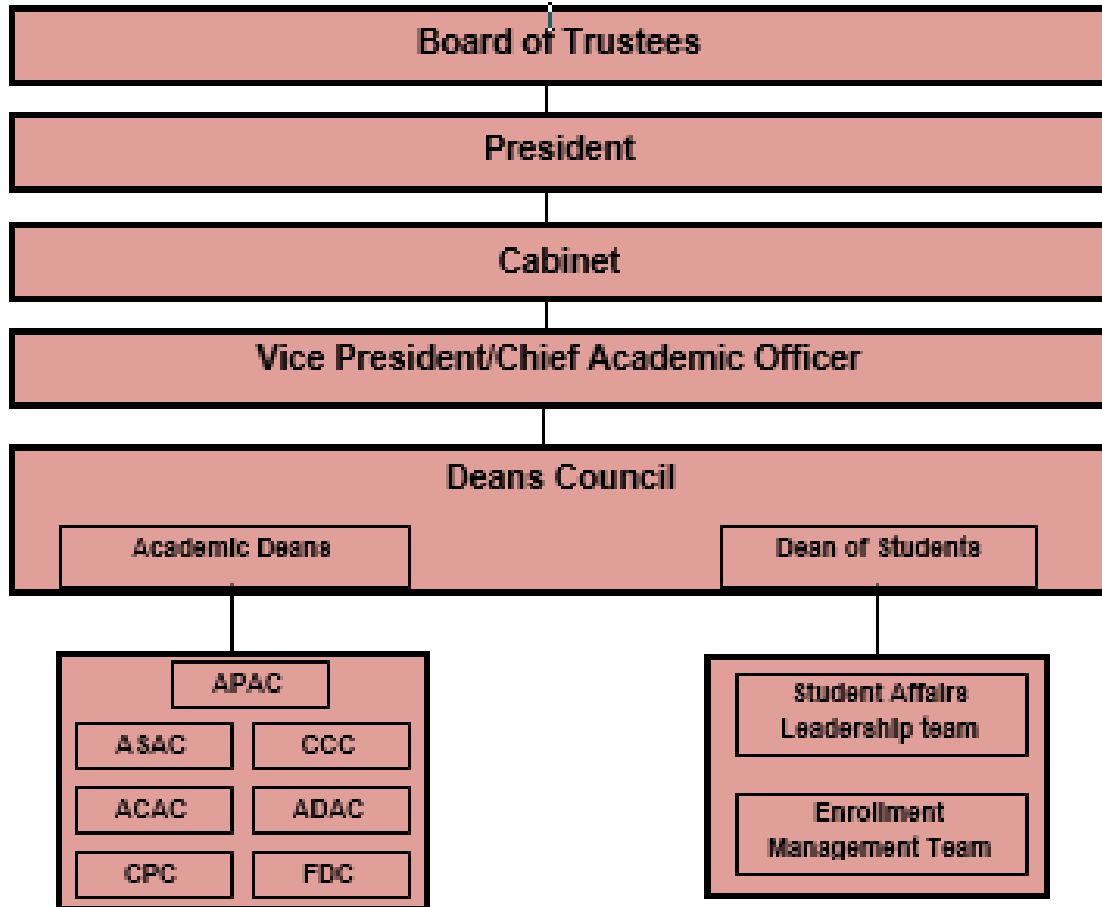 Board of Trustees
President
Cabinet
Vice President/Chief Academic Officer
Deans Council
Academic Deans
Dean of Students
APAC
ASAC
CCC
ACAC
ADAC
CPC
FDC
Student Affairs
Leadership team
Enrollment
Management Team